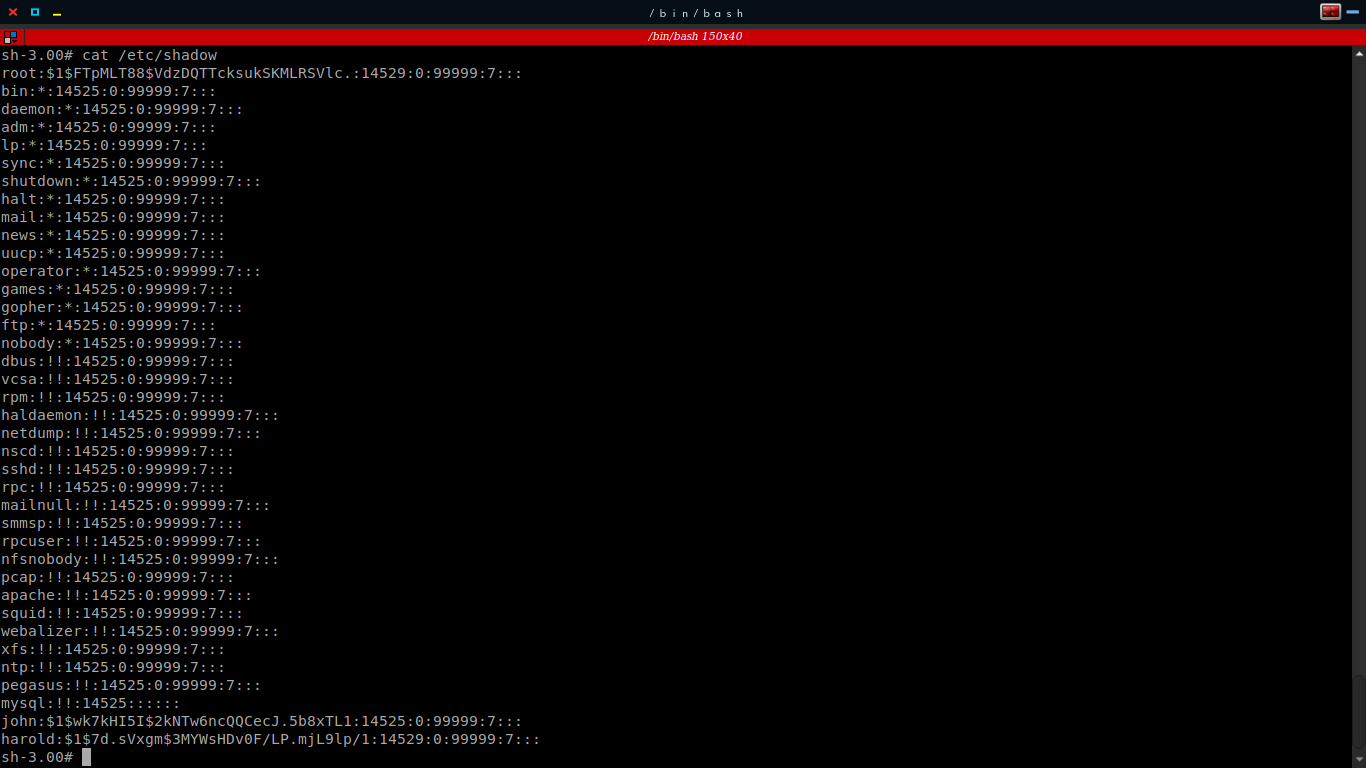 /bin/bash
/bin/bash 150x40
sh-3.00# cat /etc/shadow
root:$1$FTpMLT88$VdzDQTTcksukSKMLRSVlc.:14529:0:99999:7:::
bin:*:14525:0:99999:7:::
daemon:*:14525:0:99999:7:::
adm:*:14525:0:99999:7:::
lp:*:14525:0:99999:7:::
sync:*:14525:0:99999:7:::
shutdown:*:14525:0:99999:7:::
halt:*:14525:0:99999:7:::
mail:*:14525:0:99999:7:::
news:*:14525:0:99999:7:::
uucp:*:14525:0:99999:7:::
operator:*:14525:0:99999:7:::
games:*:14525:0:99999:7:::
gopher:*:14525:0:99999:7:::
ftp:*:14525:0:99999:7:::
nobody:*:14525:0:99999:7:::
dbus:!!:14525:0:99999:7:::
vcsa:!!:14525:0:99999:7:::
rpm:!!:14525:0:99999:7:::
haldaemon:!!:14525:0:99999:7:::
netdump:!!:14525:0:99999:7:::
nscd:!!:14525:0:99999:7:::
sshd:!!:14525:0:99999:7:::
rpc:!!:14525:0:99999:7:::
mailnull:!!:14525:0:99999:7:::
smmsp:!!:14525:0:99999:7:::
rpcuser:!!:14525:0:99999:7:::
nfsnobody:!!:14525:0:99999:7:::
pcap:!!:14525:0:99999:7:::
apache:!!:14525:0:99999:7:::
squid:!!:14525:0:99999:7:::
webalizer:!!:14525:0:99999:7:::
xfs:!!:14525:0:99999:7:::
ntp:!!:14525:0:99999:7:::
pegasus:!!:14525:0:99999:7:::
mysql:!!:14525::::::
john:$1$wk7kHI5I$2kNTw6ncQQCecJ.5b8xTL1:14525:0:99999:7:::
harold:$1$7d.sVxgm$3MYWsHDv0F/LP.mjL9lp/1:14529:0:99999:7:::
sh-3.00#